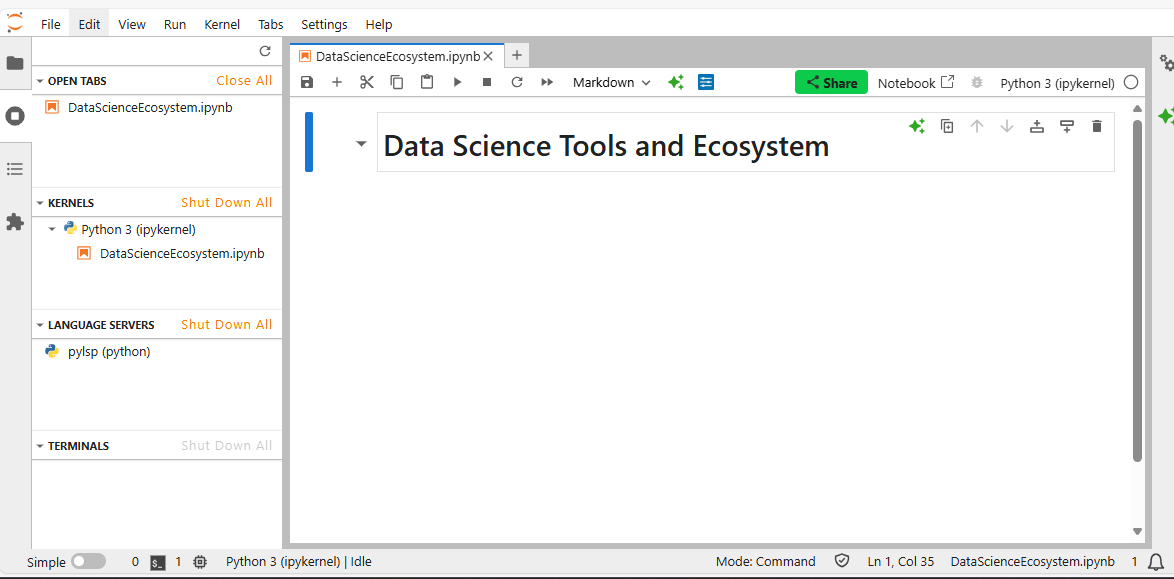 File Edit View Run Kernel Tabs Settings Help
OPEN TABS Close All
DataScienceEcosystem.ipynb
KERNELS Shut Down All
Python 3 (ipykernel)
DataScienceEcosystem.ipynb
LANGUAGE SERVERS Shut Down All
pylsp (python)
TERMINALS Shut Down All
DataScienceEcosystem.ipynb
Markdown Share Notebook Python 3 (ipykernel)
Data Science Tools and Ecosystem
Simple 0 1 Python 3 (ipykernel) | Idle Mode: Command Ln 1, Col 35 DataScienceEcosystem.ipynb 1